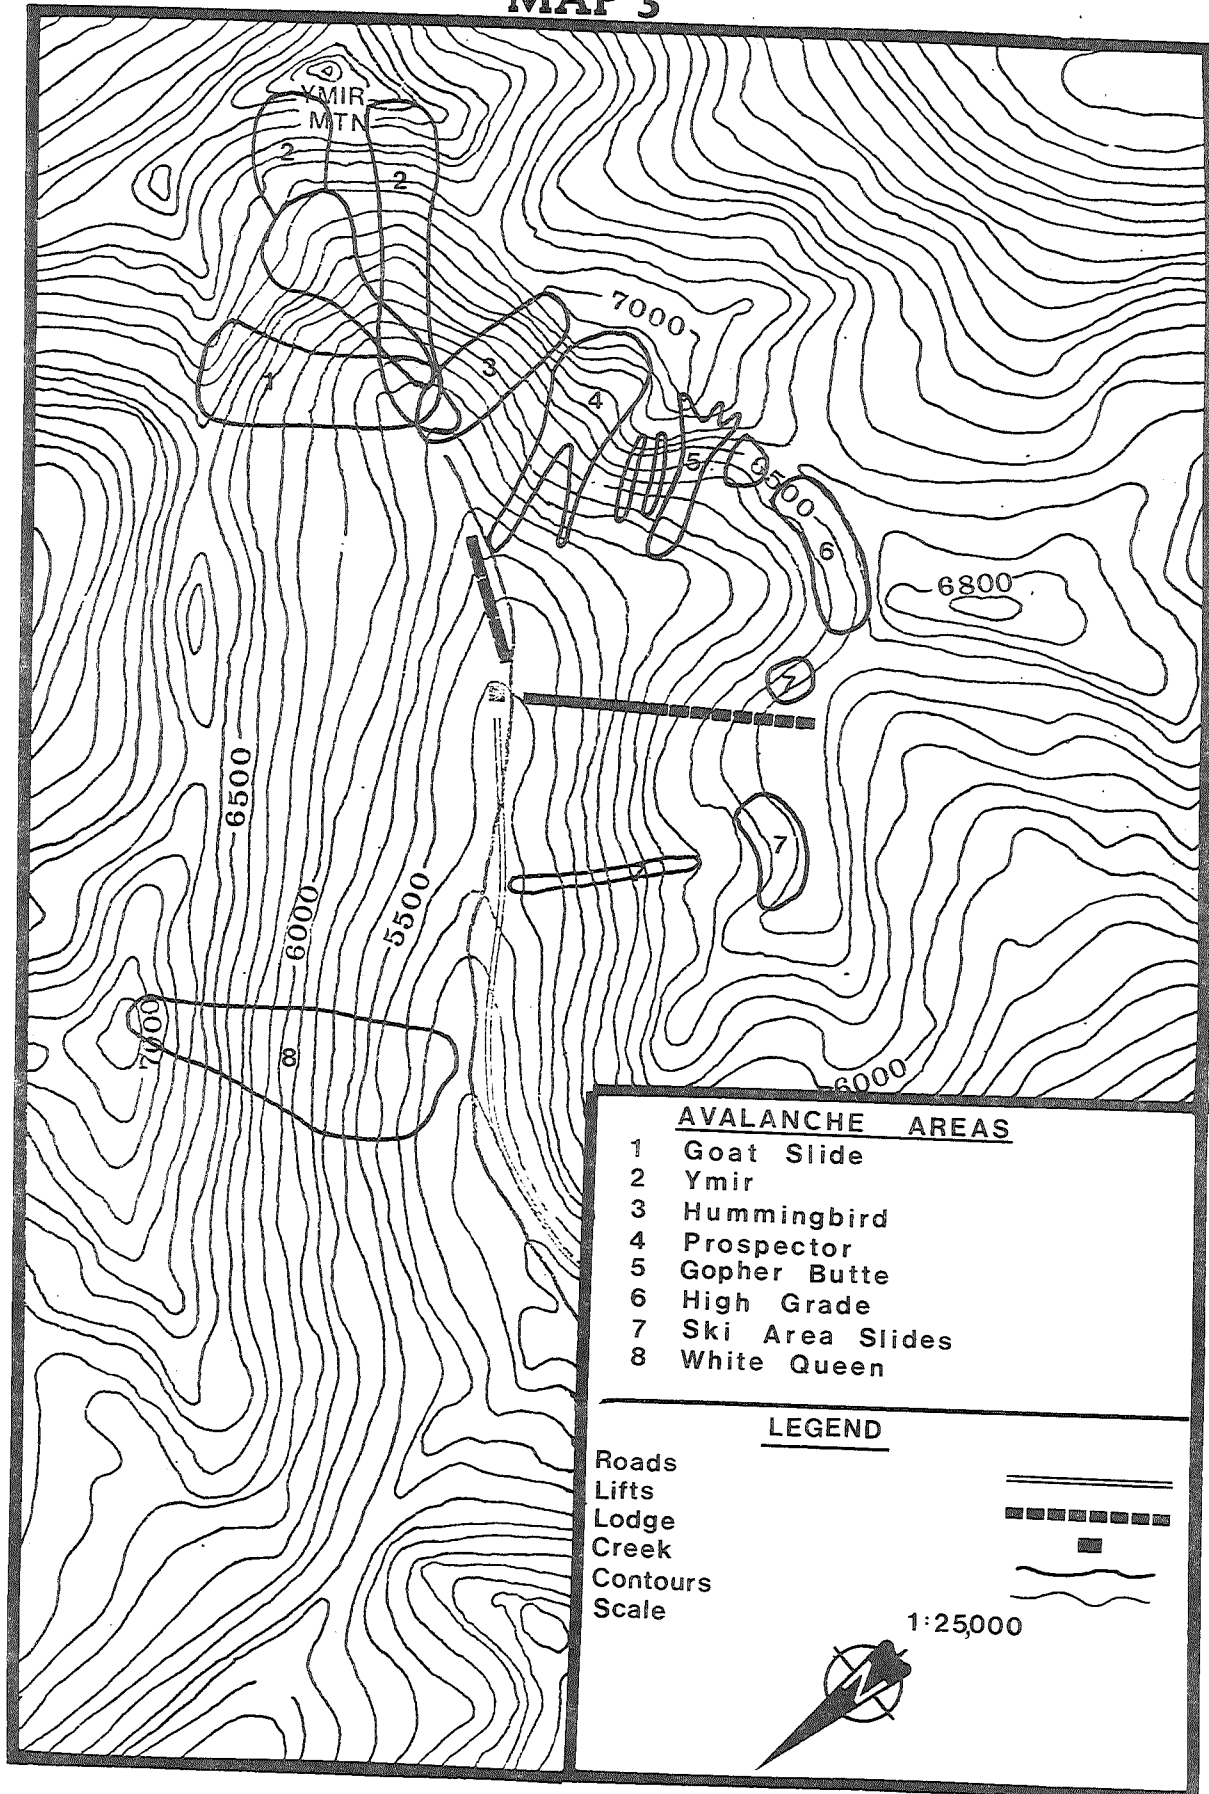 MAP 3
YMIR
MTN
2
2
7000
1
3
4
5
6500
6
6800
7
6500
6000
5500
7
7000
8
6000
AVALANCHE AREAS
1 Goat Slide
2 Ymir
3 Hummingbird
4 Prospector
5 Gopher Butte
6 High Grade
7 Ski Area Slides
8 White Queen
LEGEND
Roads
Lifts
Lodge
Creek
Contours
Scale 1:25,000
N